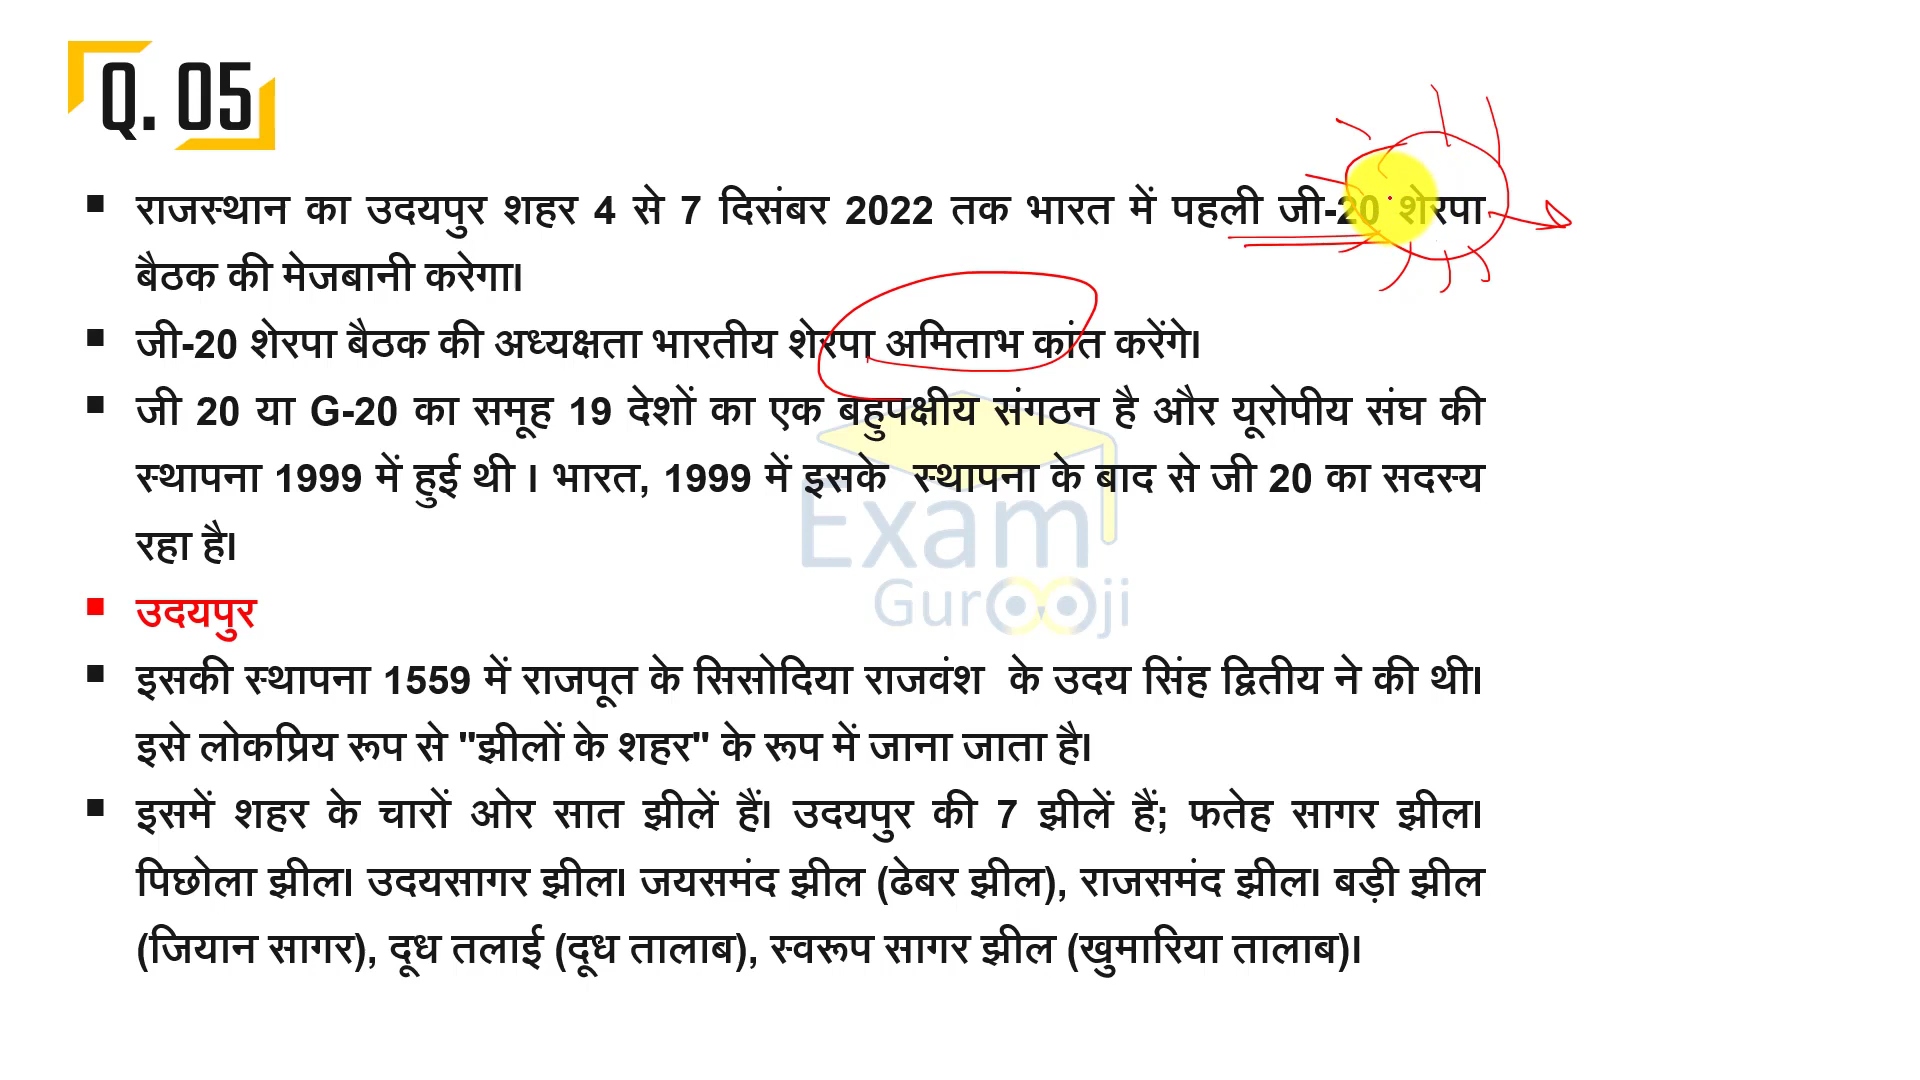 Q. 05
राजस्थान का उदयपुर शहर 4 से 7 दिसंबर 2022 तक भारत में पहली जी-20 शेरपा
बैठक की मेजबानी करेगा।
जी-20 शेरपा बैठक की अध्यक्षता भारतीय शेरपा अमिताभ कांत करेंगे।
जी 20 या G-20 का समूह 19 देशों का एक बहुपक्षीय संगठन है और यूरोपीय संघ की
स्थापना 1999 में हुई थी । भारत, 1999 में इसके स्थापना के बाद से जी 20 का सदस्य
रहा है।
उदयपुर
इसकी स्थापना 1559 में राजपूत के सिसोदिया राजवंश के उदय सिंह द्वितीय ने की थी।
इसे लोकप्रिय रूप से "झीलों के शहर" के रूप में जाना जाता है।
इसमें शहर के चारों ओर सात झीलें हैं। उदयपुर की 7 झीलें हैं; फतेह सागर झील।
पिछोला झील। उदयसागर झील। जयसमंद झील (ढेबर झील), राजसमंद झील। बड़ी झील
(जियान सागर), दूध तलाई (दूध तालाब), स्वरूप सागर झील (खुमारिया तालाब)।
Exam
Gurooji